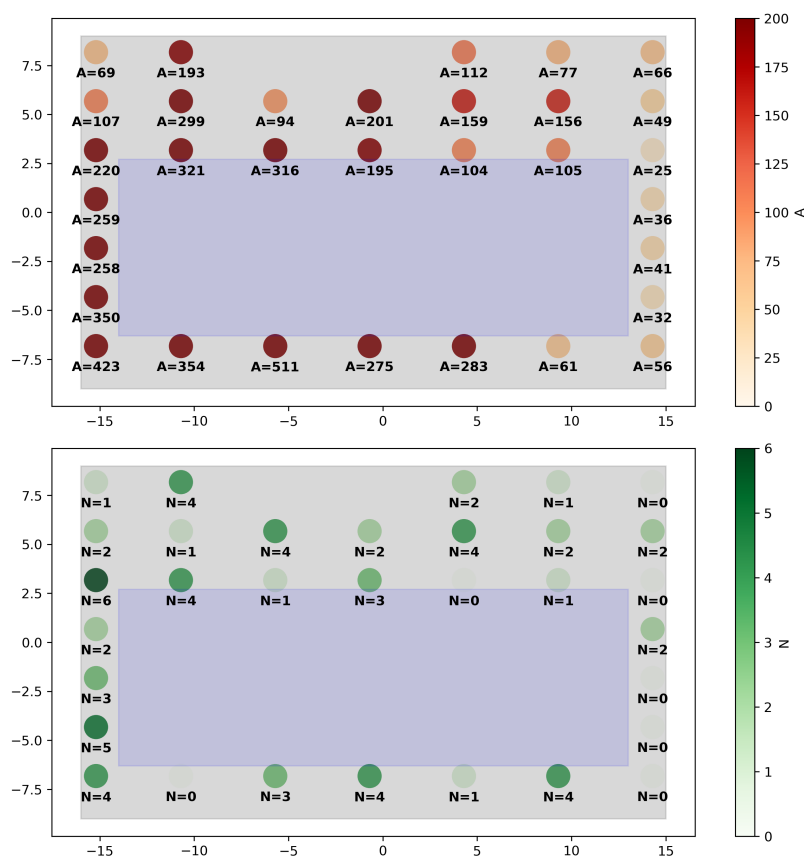 7.5
5.0
2.5
0.0
−2.5
−5.0
−7.5
A=69 A=193 A=112 A=77 A=66
A=107 A=299 A=94 A=201 A=159 A=156 A=49
A=220 A=321 A=316 A=195 A=104 A=105 A=25
A=259 A=36
A=258 A=41
A=350 A=32
A=423 A=354 A=511 A=275 A=283 A=61 A=56
−15 −10 −5 0 5 10 15
200
175
150
125
100
75
50
25
0
A
7.5
5.0
2.5
0.0
−2.5
−5.0
−7.5
N=1 N=4 N=2 N=1 N=0
N=2 N=1 N=4 N=2 N=4 N=2 N=2
N=6 N=4 N=1 N=3 N=0 N=1 N=0
N=2 N=2
N=3 N=0
N=5 N=0
N=4 N=0 N=3 N=4 N=1 N=4 N=0
−15 −10 −5 0 5 10 15
6
5
4
3
2
1
0
N